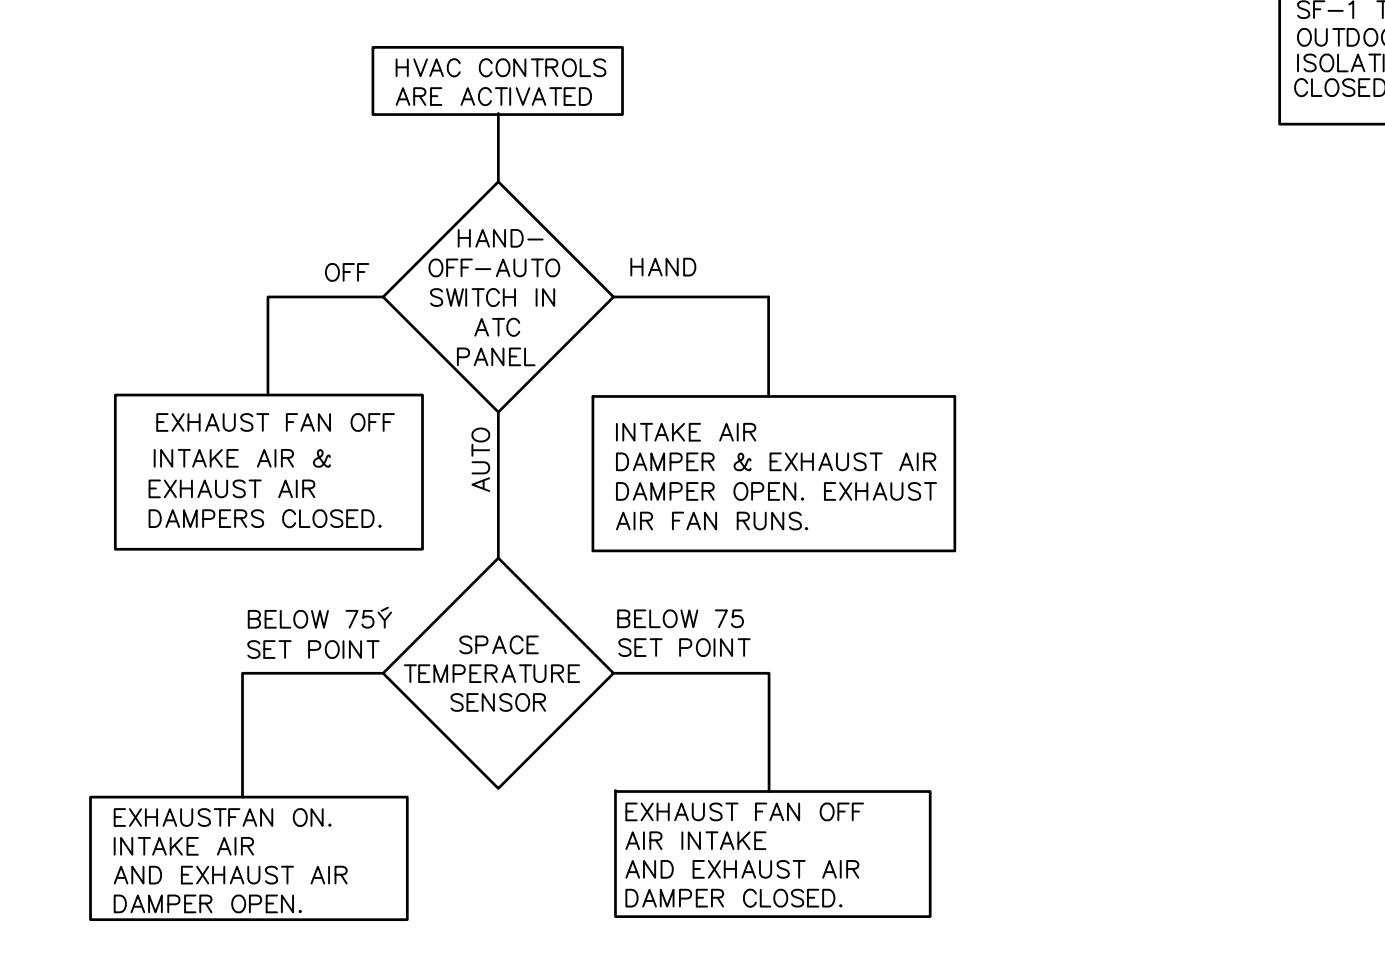 SF-1
ISOLATI
CLOSED
HVAC CONTROLS
ARE ACTIVATED
HAND-
OFF-AUTO
SWITCH IN
ATC
PANEL
OFF
HAND
AUTO
EXHAUST FAN OFF
INTAKE AIR &
EXHAUST AIR
DAMPERS CLOSED.
INTAKE AIR
DAMPER & EXHAUST AIR
DAMPER OPEN. EXHAUST
AIR FAN RUNS.
BELOW 75Ý
SET POINT
BELOW 75
SET POINT
SPACE
TEMPERATURE
SENSOR
EXHAUSTFAN ON.
INTAKE AIR
AND EXHAUST AIR
DAMPER OPEN.
EXHAUST FAN OFF
AIR INTAKE
AND EXHAUST AIR
DAMPER CLOSED.